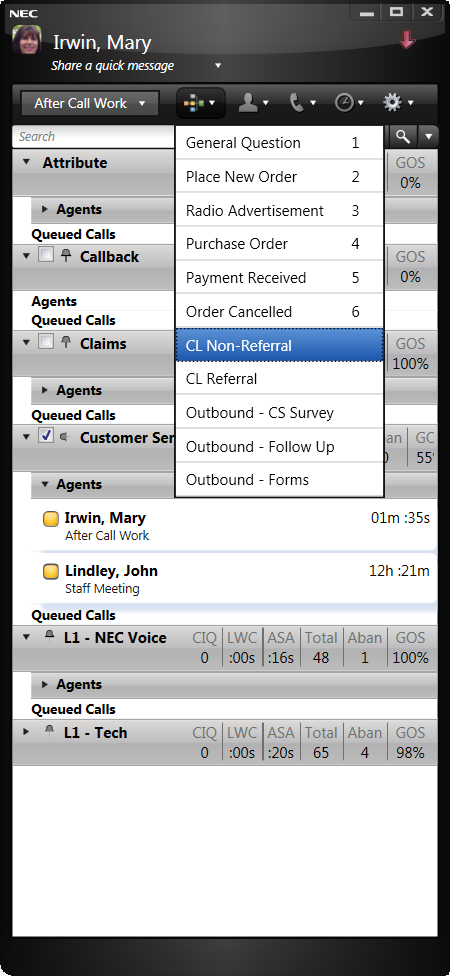 NEC
Irwin, Mary
Share a quick message
After Call Work
Search
General Question 1
Place New Order 2
Radio Advertisement 3
Purchase Order 4
Payment Received 5
Order Cancelled 6
CL Non-Referral
CL Referral
Outbound - CS Survey
Outbound - Follow Up
Outbound - Forms
Attribute GOS
0%
Agents
Queued Calls
Callback GOS
0%
Agents
Queued Calls
Claims GOS
100%
Agents
Queued Calls
Customer Ser an GC
0 55
Agents
Irwin, Mary 01m :35s
After Call Work
Lindley, John 12h :21m
Staff Meeting
Queued Calls
L1 - NEC Voice CIQ LWC ASA Total Aban GOS
0 :00s :16s 48 1 100%
Agents
Queued Calls
L1 - Tech CIQ LWC ASA Total Aban GOS
0 :00s :20s 65 4 98%